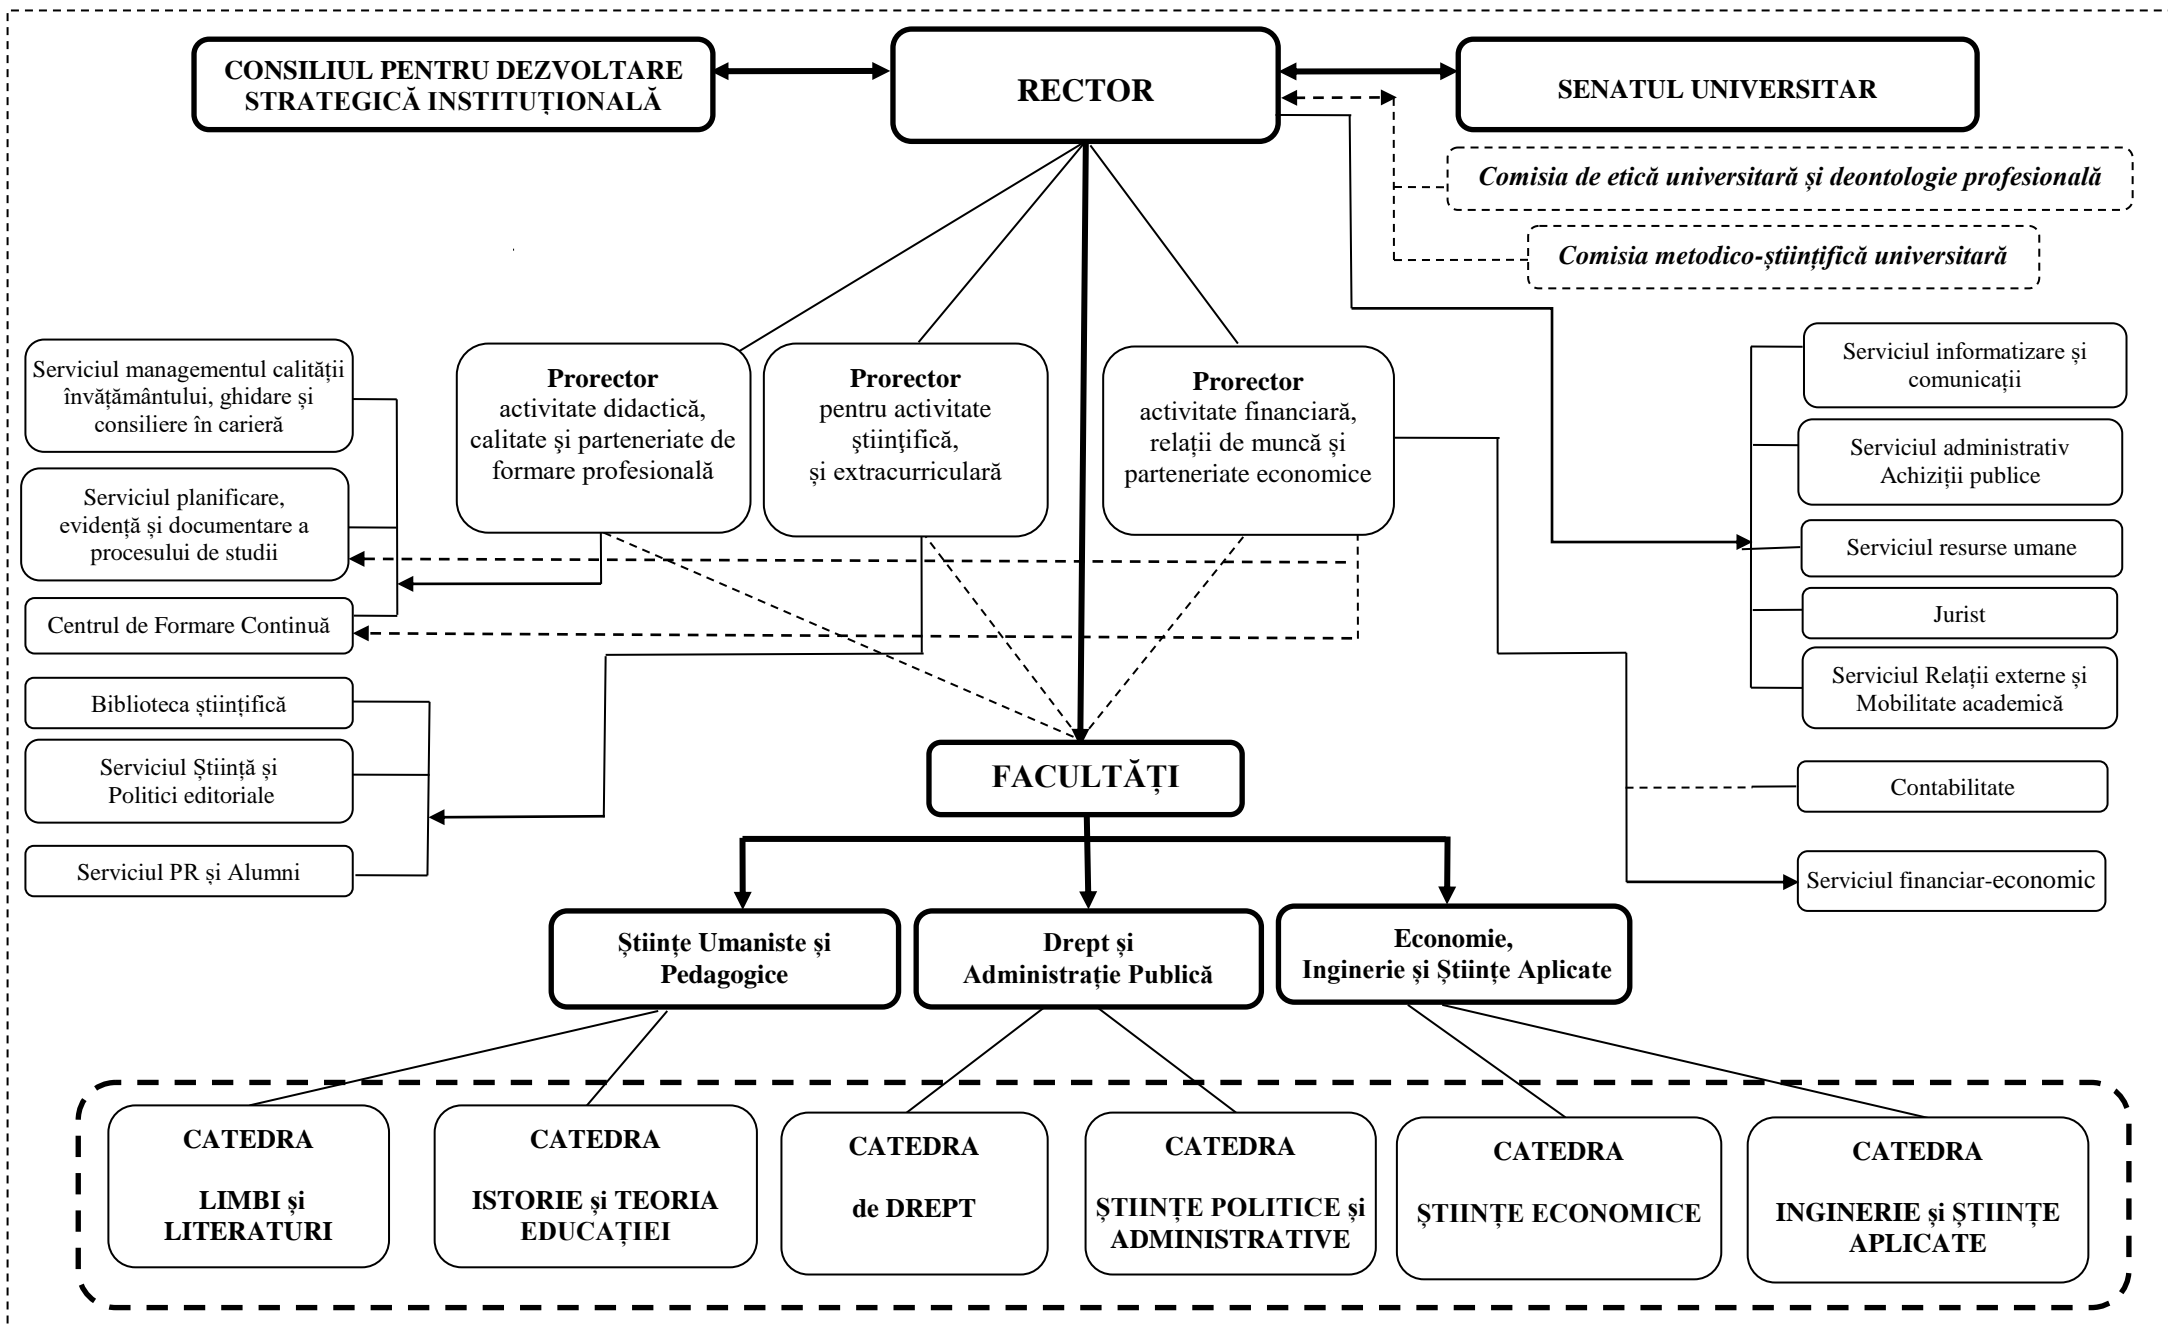 CONSILIUL PENTRU DEZVOLTARE
STRATEGICĂ INSTITUȚIONALĂ
RECTOR
SENATUL UNIVERSITAR
Comisia de etică universitară și deontologie profesională
Comisia metodico-științifică universitară
Serviciul managementul calității
învățământului, ghidare și
consiliere în carieră
Serviciul planificare,
evidență și documentare a
procesului de studii
Centrul de Formare Continuă
Biblioteca științifică
Serviciul Știință și
Politici editoriale
Serviciul PR și Alumni
Prorector
activitate didactică,
calitate şi parteneriate de
formare profesională
Prorector
pentru activitate
ştiinţifică,
și extracurriculară
Prorector
activitate financiară,
relații de muncă și
parteneriate economice
Serviciul informatizare și
comunicații
Serviciul administrativ
Achiziții publice
Serviciul resurse umane
Jurist
Serviciul Relații externe și
Mobilitate academică
Contabilitate
Serviciul financiar-economic
FACULTĂȚI
Științe Umaniste și
Pedagogice
Drept și
Administrație Publică
Economie,
Inginerie și Științe Aplicate
CATEDRA
LIMBI și
LITERATURI
CATEDRA
ISTORIE și TEORIA
EDUCAȚIEI
CATEDRA
de DREPT
CATEDRA
ȘTIINȚE POLITICE și
ADMINISTRATIVE
CATEDRA
ȘTIINȚE ECONOMICE
CATEDRA
INGINERIE și ȘTIINȚE
APLICATE